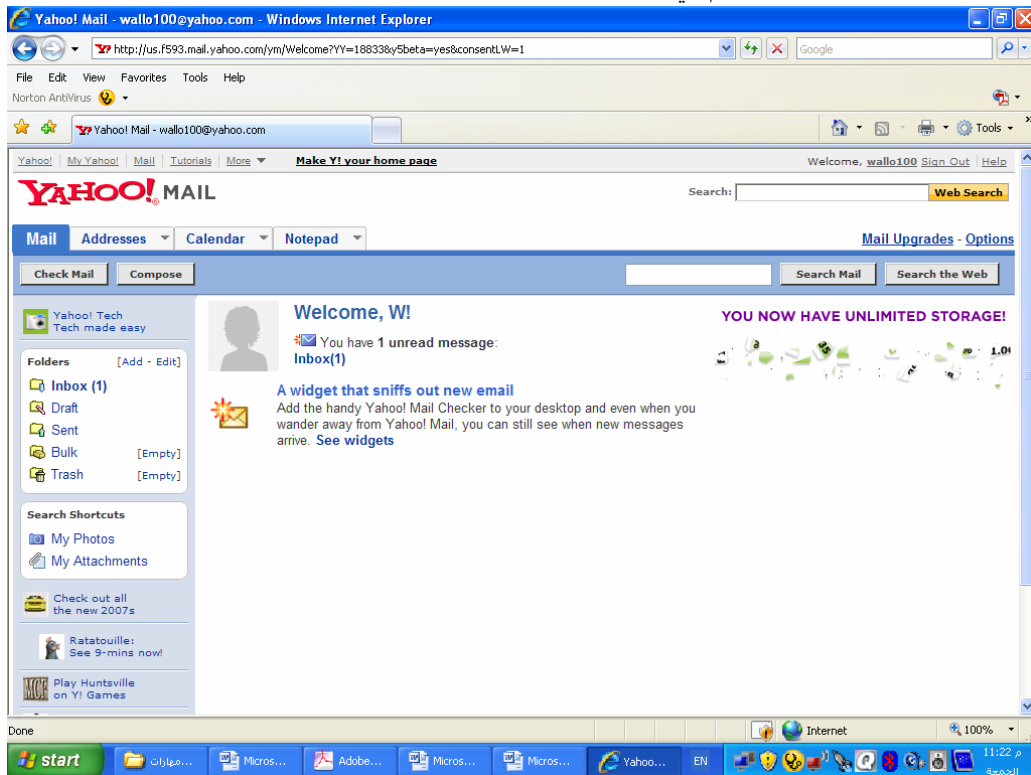 Yahoo! Mail - wallo100@yahoo.com - Windows Internet Explorer
http://us.f593.mail.yahoo.com/ym/Welcome?YY=18833&y5beta=yes&consentLW=1
Google
File Edit View Favorites Tools Help
Norton AntiVirus
Yahoo! Mail - wallo100@yahoo.com
Tools
Yahoo! My Yahoo! Mail Tutorials More Make Y! your home page
Welcome, wallo100 Sign Out Help
YAHOO! MAIL
Search: Web Search
Mail Addresses Calendar Notepad
Mail Upgrades - Options
Check Mail Compose
Search Mail Search the Web
Yahoo! Tech
Tech made easy
Folders [Add - Edit]
Inbox (1)
Draft
Sent
Bulk [Empty]
Trash [Empty]
Search Shortcuts
My Photos
My Attachments
Check out all
the new 2007s
Ratatouille:
See 9-mins now!
Play Huntsville
on Y! Games
Welcome, W!
You have 1 unread message:
Inbox(1)
A widget that sniffs out new email
Add the handy Yahoo! Mail Checker to your desktop and even when you
wander away from Yahoo! Mail, you can still see when new messages
arrive. See widgets
YOU NOW HAVE UNLIMITED STORAGE!
Done
Internet
100%
start
مهارات...
Micros...
Adobe...
Micros...
Micros...
Yahoo...
EN
11:22 م
الجمعة